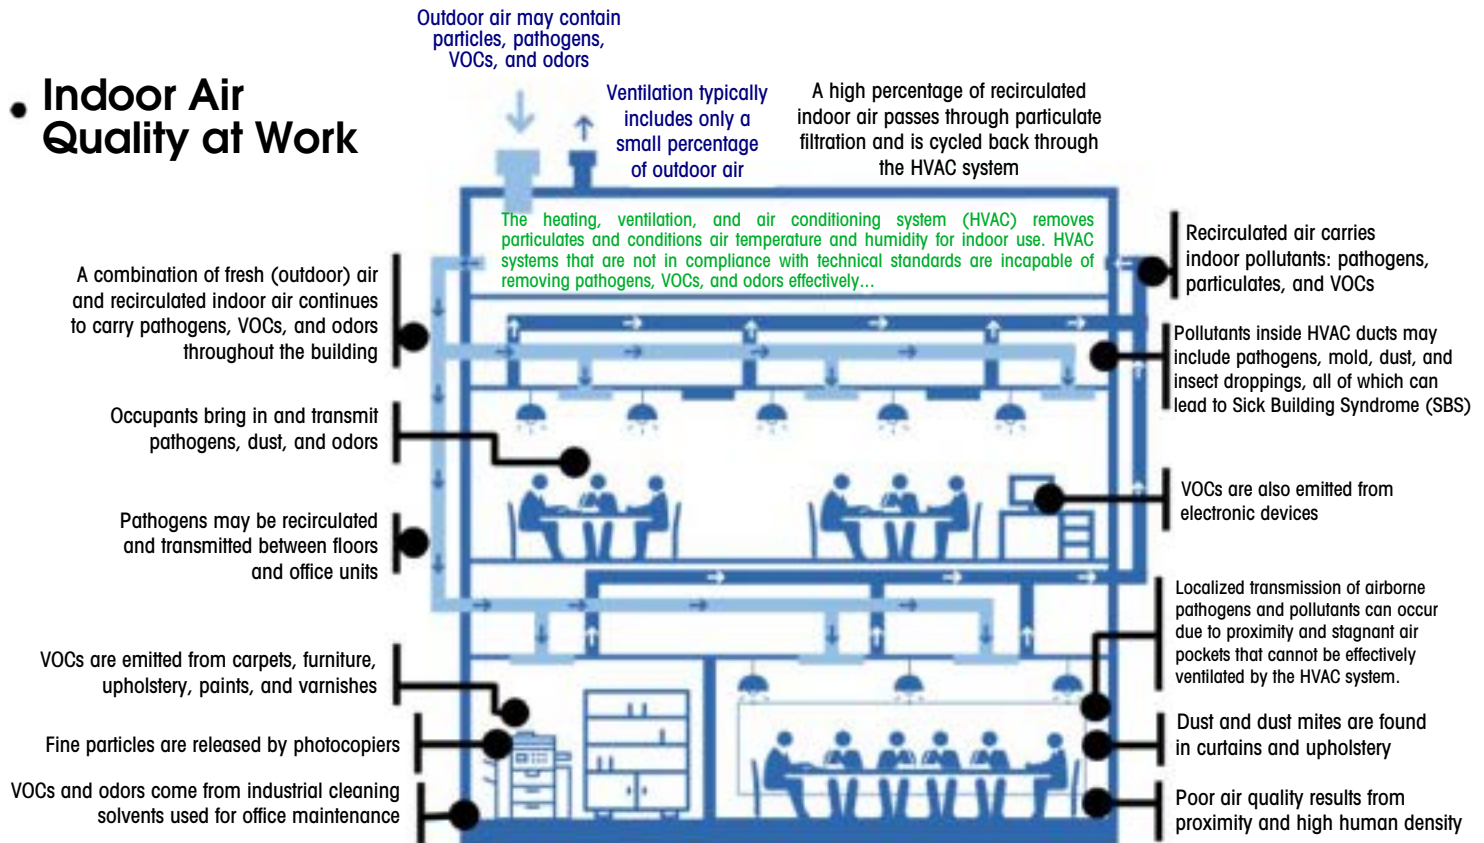 Outdoor air may contain
particles, pathogens,
VOCs, and odors
• Indoor Air
Quality at Work
Ventilation typically
includes only a
small percentage
of outdoor air
A high percentage of recirculated
indoor air passes through particulate
filtration and is cycled back through
the HVAC system
The heating, ventilation, and air conditioning system (HVAC) removes
particulates and conditions air temperature and humidity for indoor use. HVAC
systems that are not in compliance with technical standards are incapable of
removing pathogens, VOCs, and odors effectively...
A combination of fresh (outdoor) air
and recirculated indoor air continues
to carry pathogens, VOCs, and odors
throughout the building
Occupants bring in and transmit
pathogens, dust, and odors
Pathogens may be recirculated
and transmitted between floors
and office units
VOCs are emitted from carpets, furniture,
upholstery, paints, and varnishes
Fine particles are released by photocopiers
VOCs and odors come from industrial cleaning
solvents used for office maintenance
Recirculated air carries
indoor pollutants: pathogens,
particulates, and VOCs
Pollutants inside HVAC ducts may
include pathogens, mold, dust, and
insect droppings, all of which can
lead to Sick Building Syndrome (SBS)
VOCs are also emitted from
electronic devices
Localized transmission of airborne
pathogens and pollutants can occur
due to proximity and stagnant air
pockets that cannot be effectively
ventilated by the HVAC system.
Dust and dust mites are found
in curtains and upholstery
Poor air quality results from
proximity and high human density